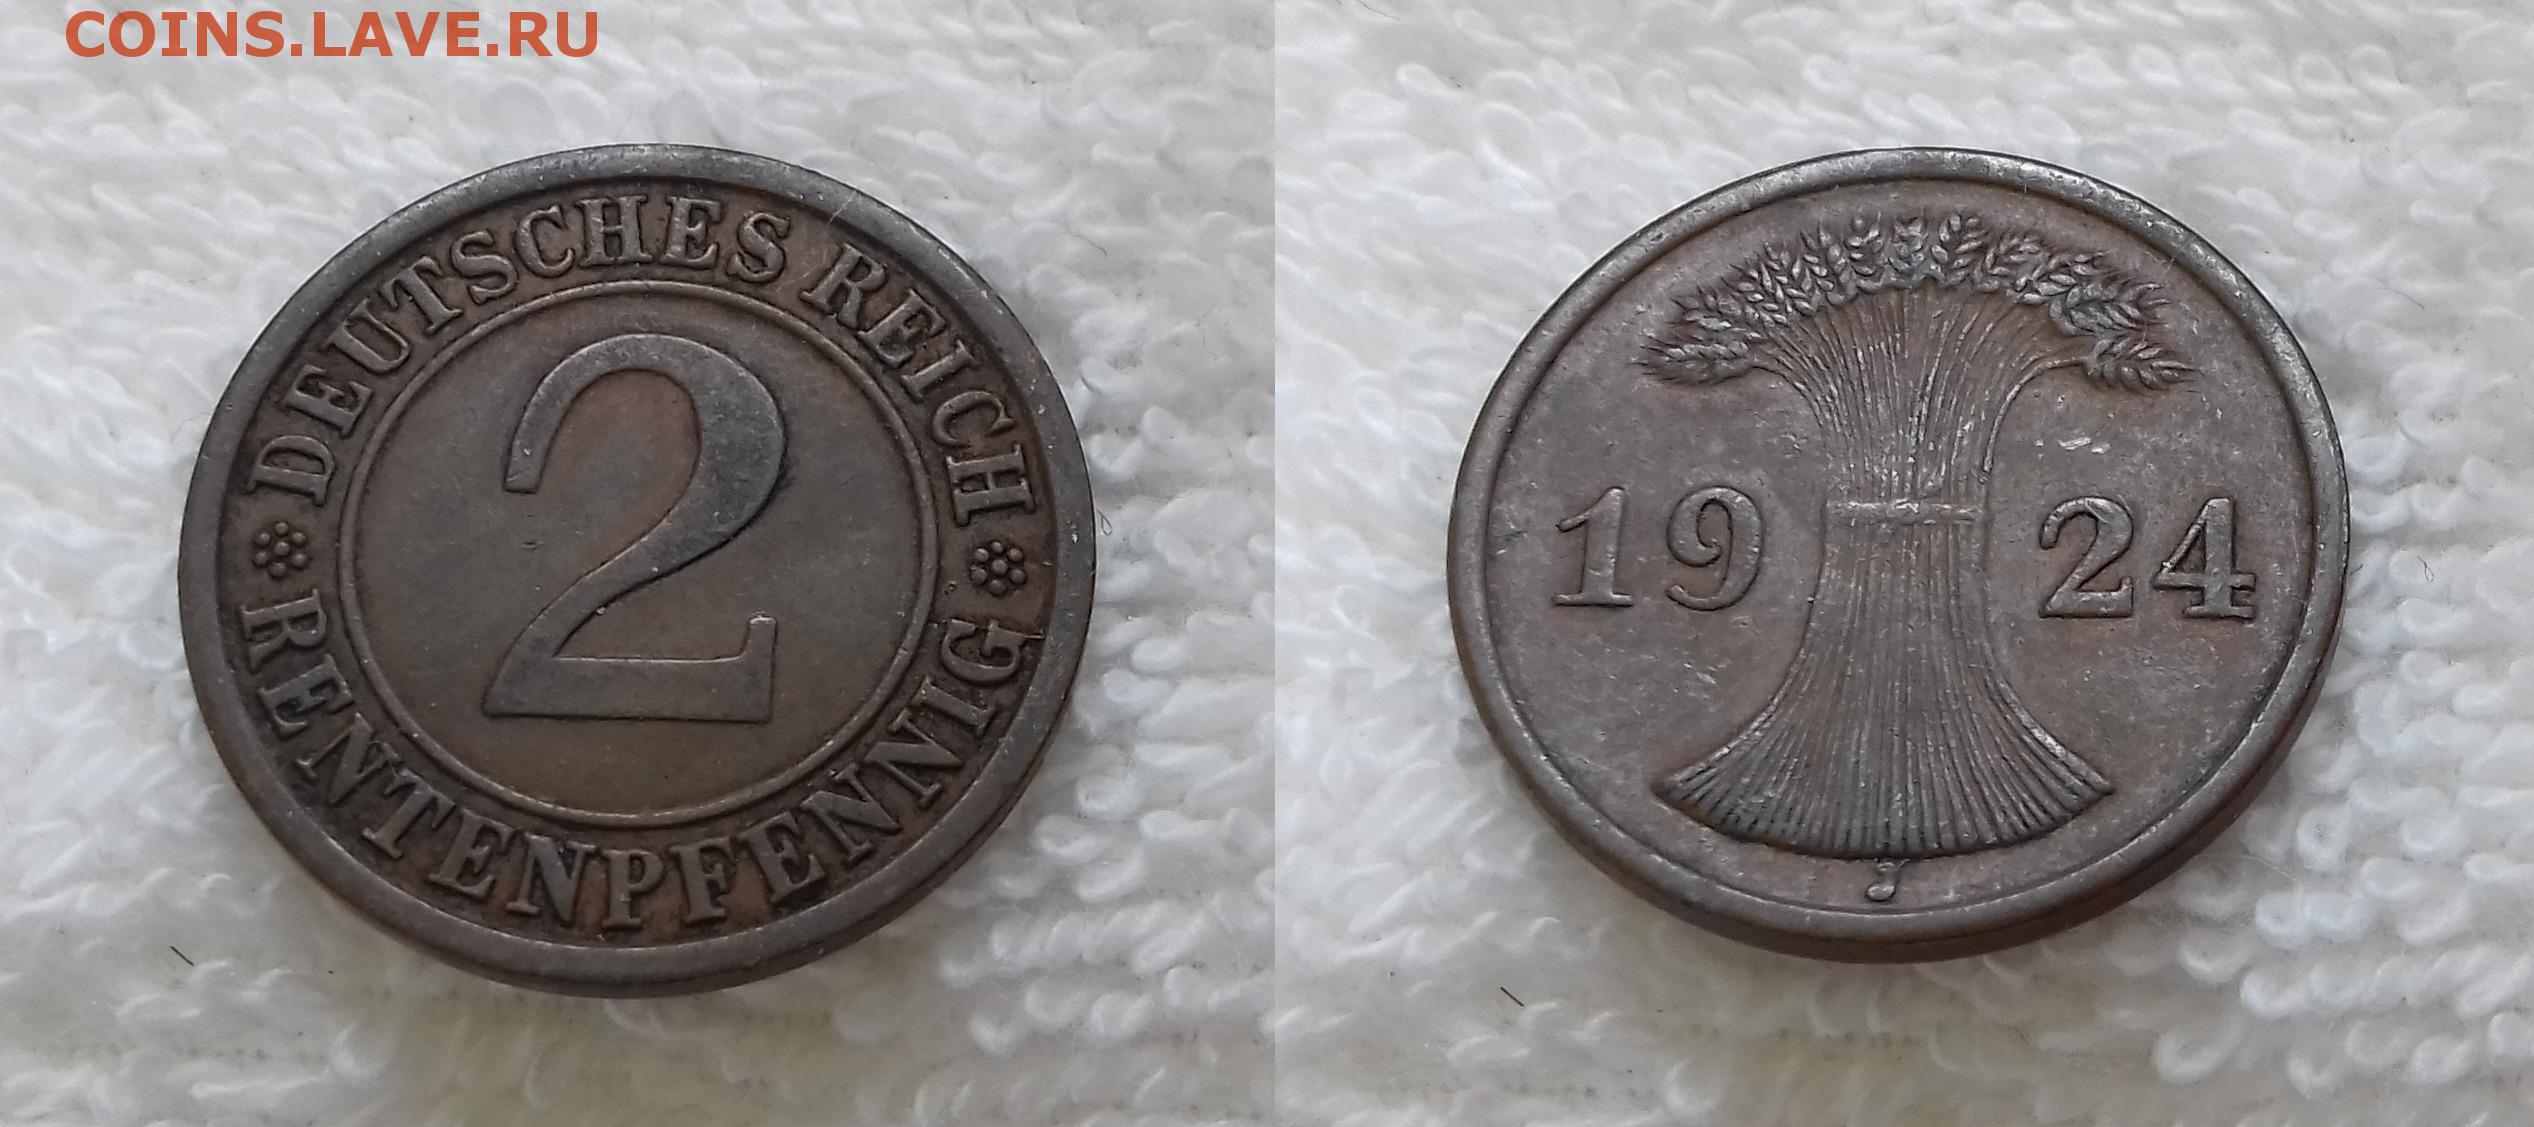 COINS.LAVE.RU
DEUTSCHES REICH
2
RENTENPFENNIG
19 24
J